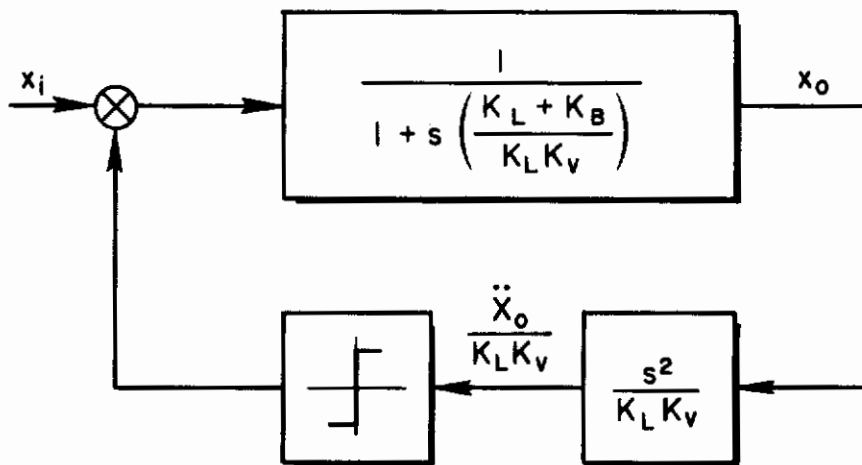 x_i
1
1 + s ( K_L + K_B
K_L K_v )
x_o
Ẍ_o
K_L K_v
s²
K_L K_v